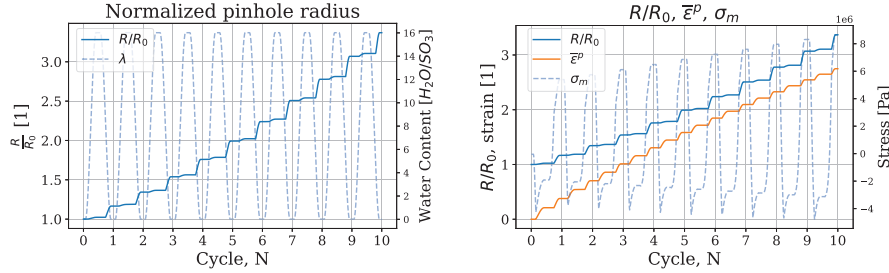 Normalized pinhole radius
R/R₀
λ
R/R₀ [1]
3.0
2.5
2.0
1.5
1.0
0 1 2 3 4 5 6 7 8 9 10
Cycle, N
16
14
12
10
8
6
4
2
0
Water Content [H₂O/SO₃]
R/R₀, ε̅ᵖ, σₘ
1e6
R/R₀
ε̅ᵖ
σₘ
R/R₀, strain [1]
3
2
1
0
0 1 2 3 4 5 6 7 8 9 10
Cycle, N
8
6
4
2
0
−2
−4
Stress [Pa]